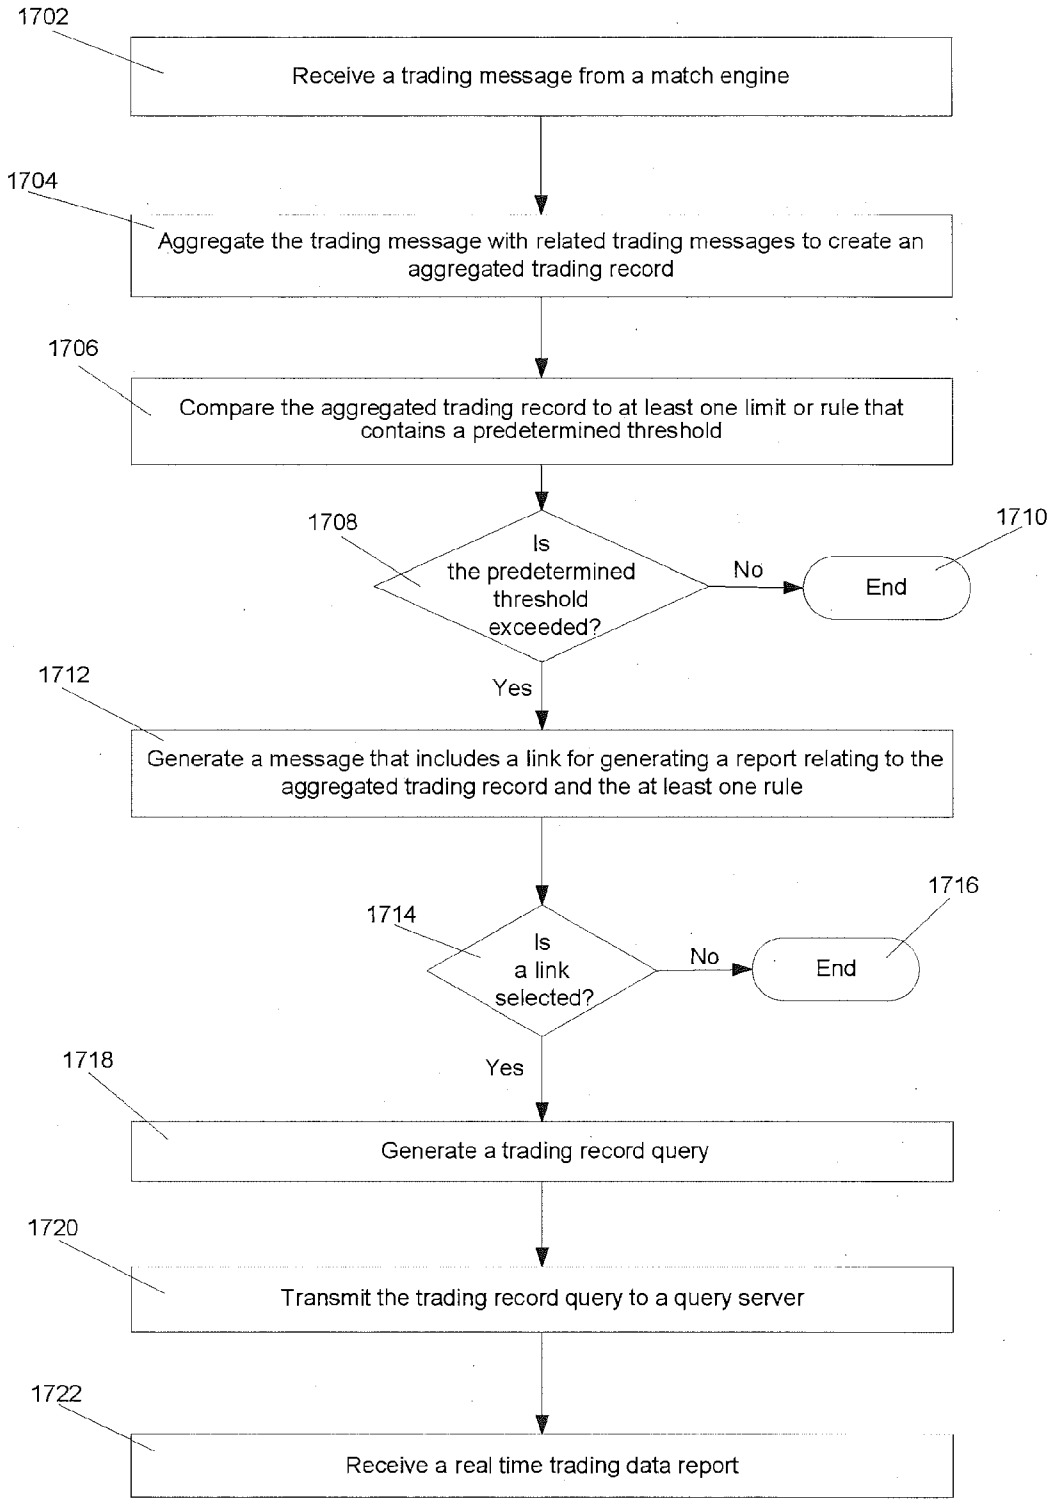 1702
Receive a trading message from a match engine
1704
Aggregate the trading message with related trading messages to create an
aggregated trading record
1706
Compare the aggregated trading record to at least one limit or rule that
contains a predetermined threshold
1708
Is
the predetermined
threshold
exceeded?
No
1710
End
Yes
1712
Generate a message that includes a link for generating a report relating to the
aggregated trading record and the at least one rule
1714
Is
a link
selected?
No
1716
End
Yes
1718
Generate a trading record query
1720
Transmit the trading record query to a query server
1722
Receive a real time trading data report